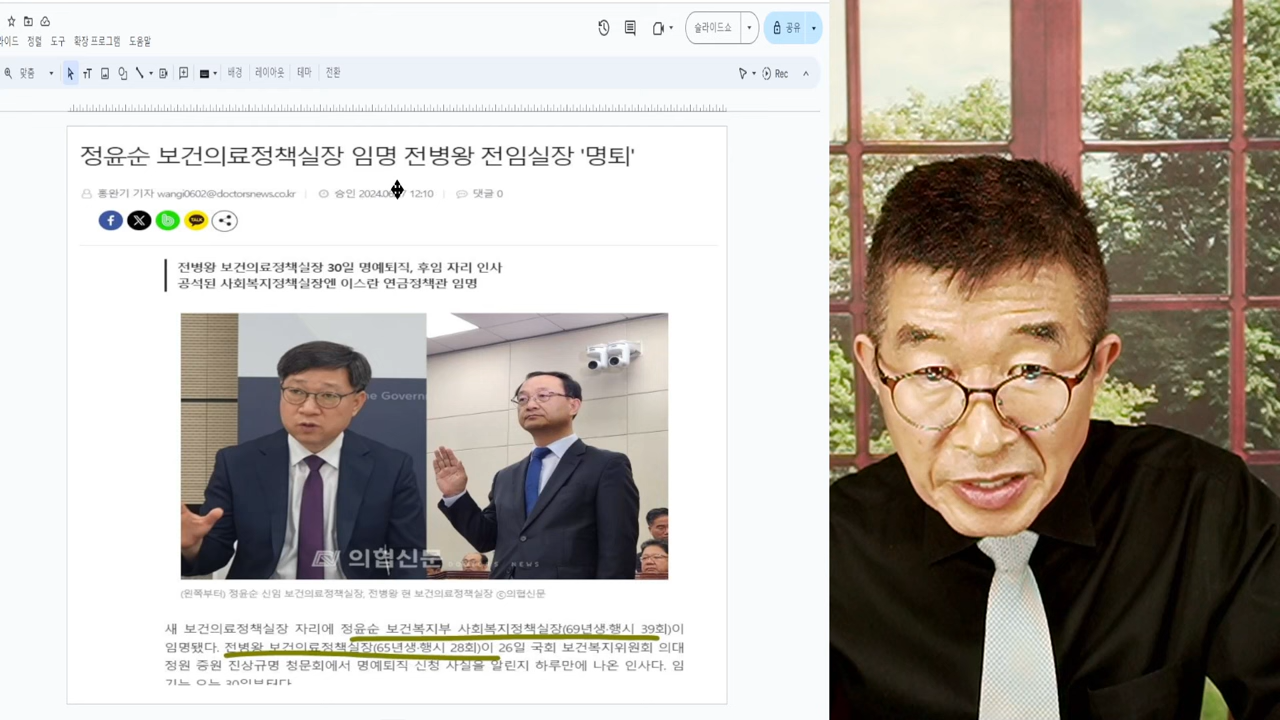 라이드 정렬 도구 확장 프로그램 도움말
슬라이드쇼
공유
맞춤
배경 레이아웃 테마 전환
Rec
정윤순 보건의료정책실장 임명 전병왕 전임실장 '명퇴'
홍완기 기자 wangi0602@doctorsnews.co.kr 승인 12:10 댓글 0
TALK
전병왕 보건의료정책실장 30일 명예퇴직, 후임 자리 인사
공석된 사회복지정책실장엔 이스란 연금정책관 임명
he Govern
의협신문
NEWS
(왼쪽부터) 정윤순 신임 보건의료정책실장, 전병왕 현 보건의료정책실장 ⓒ의협신문
새 보건의료정책실장 자리에 정윤순 보건복지부 사회복지정책실장(69년생·행시 39회)이
임명됐다. 전병왕 보건의료정책실장(65년생·행시 28회)이 26일 국회 보건복지위원회 의대
정원 증원 진상규명 청문회에서 명예퇴직 신청 사실을 알린지 하루만에 나온 인사다. 임